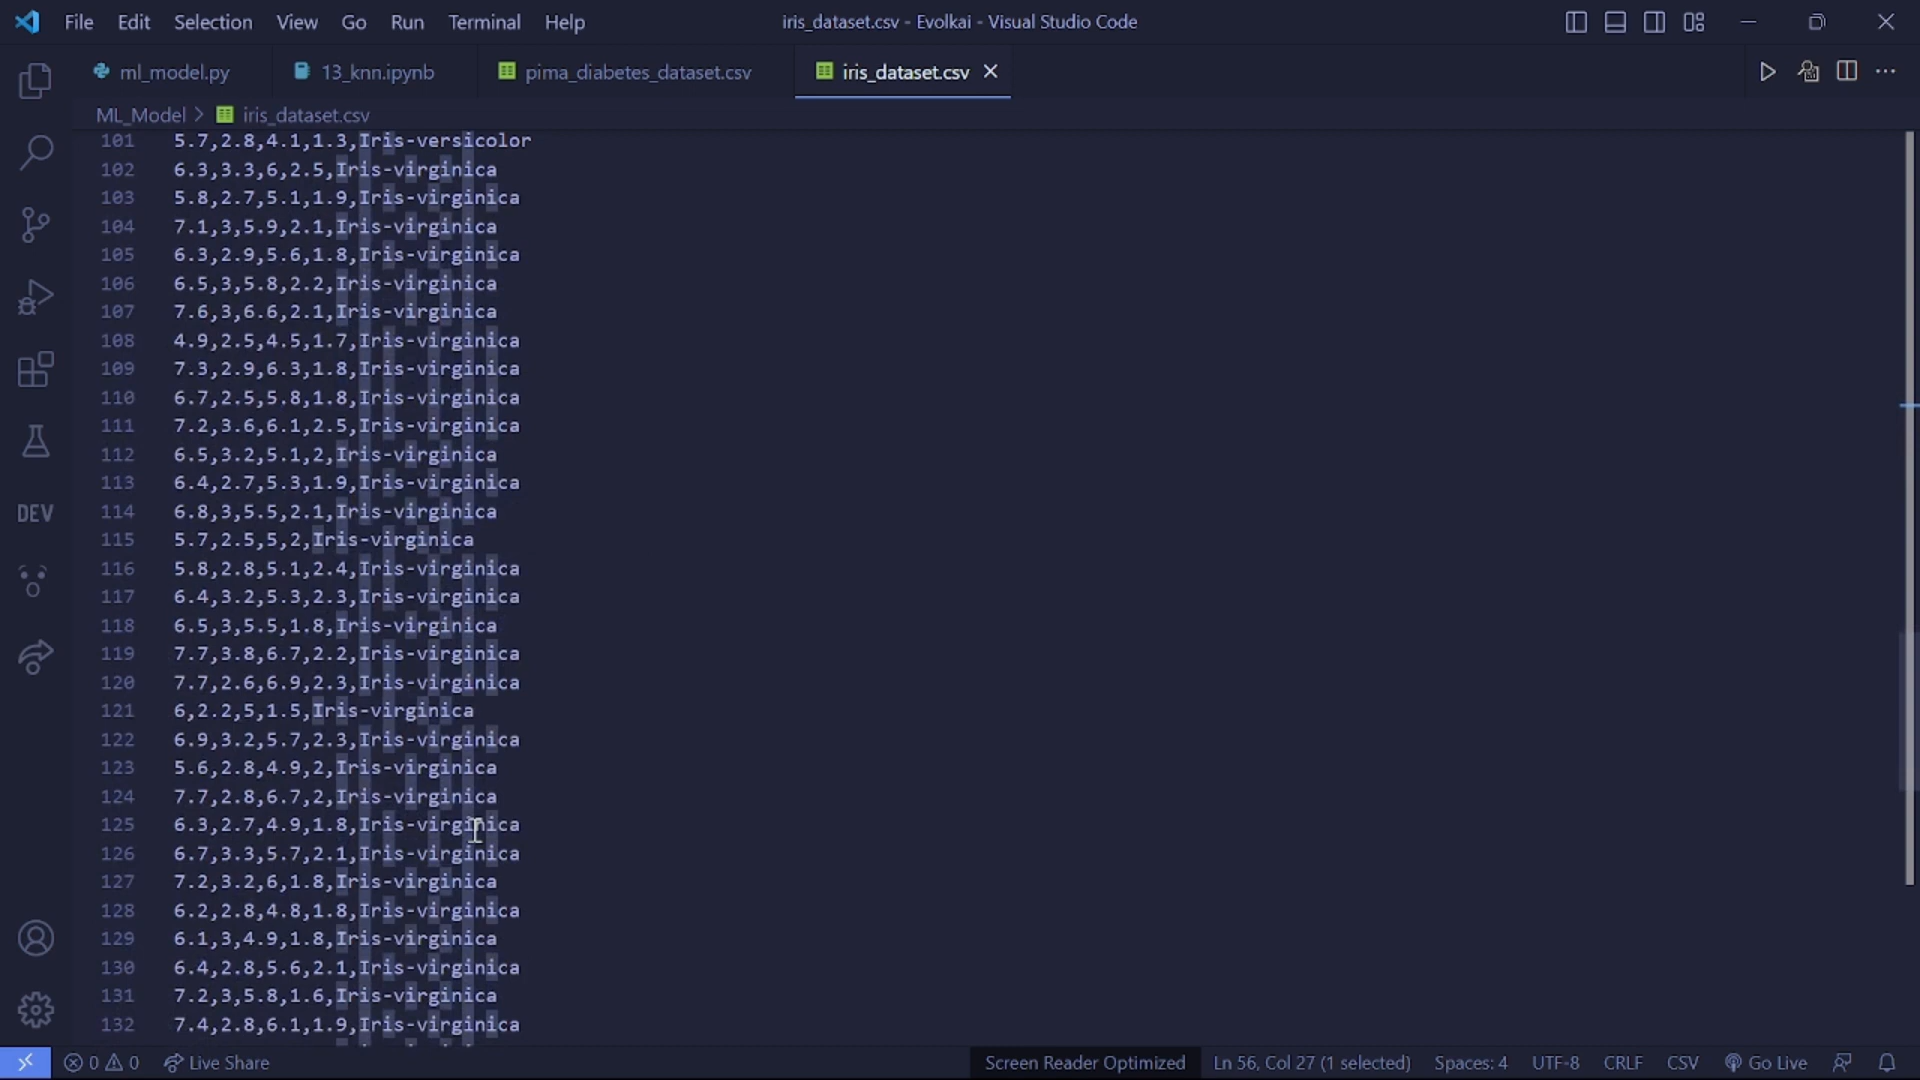 File Edit Selection View Go Run Terminal Help iris_dataset.csv - Evolkai - Visual Studio Code
ml_model.py 13_knn.ipynb pima_diabetes_dataset.csv iris_dataset.csv
ML_Model > iris_dataset.csv
101 5.7,2.8,4.1,1.3,Iris-versicolor
102 6.3,3.3,6,2.5,Iris-virginica
103 5.8,2.7,5.1,1.9,Iris-virginica
104 7.1,3,5.9,2.1,Iris-virginica
105 6.3,2.9,5.6,1.8,Iris-virginica
106 6.5,3,5.8,2.2,Iris-virginica
107 7.6,3,6.6,2.1,Iris-virginica
108 4.9,2.5,4.5,1.7,Iris-virginica
109 7.3,2.9,6.3,1.8,Iris-virginica
110 6.7,2.5,5.8,1.8,Iris-virginica
111 7.2,3.6,6.1,2.5,Iris-virginica
112 6.5,3.2,5.1,2,Iris-virginica
113 6.4,2.7,5.3,1.9,Iris-virginica
114 6.8,3,5.5,2.1,Iris-virginica
115 5.7,2.5,5,2,Iris-virginica
116 5.8,2.8,5.1,2.4,Iris-virginica
117 6.4,3.2,5.3,2.3,Iris-virginica
118 6.5,3,5.5,1.8,Iris-virginica
119 7.7,3.8,6.7,2.2,Iris-virginica
120 7.7,2.6,6.9,2.3,Iris-virginica
121 6,2.2,5,1.5,Iris-virginica
122 6.9,3.2,5.7,2.3,Iris-virginica
123 5.6,2.8,4.9,2,Iris-virginica
124 7.7,2.8,6.7,2,Iris-virginica
125 6.3,2.7,4.9,1.8,Iris-virginica
126 6.7,3.3,5.7,2.1,Iris-virginica
127 7.2,3.2,6,1.8,Iris-virginica
128 6.2,2.8,4.8,1.8,Iris-virginica
129 6.1,3,4.9,1.8,Iris-virginica
130 6.4,2.8,5.6,2.1,Iris-virginica
131 7.2,3,5.8,1.6,Iris-virginica
132 7.4,2.8,6.1,1.9,Iris-virginica
DEV
0 0 Live Share Screen Reader Optimized Ln 56, Col 27 (1 selected) Spaces: 4 UTF-8 CRLF CSV Go Live